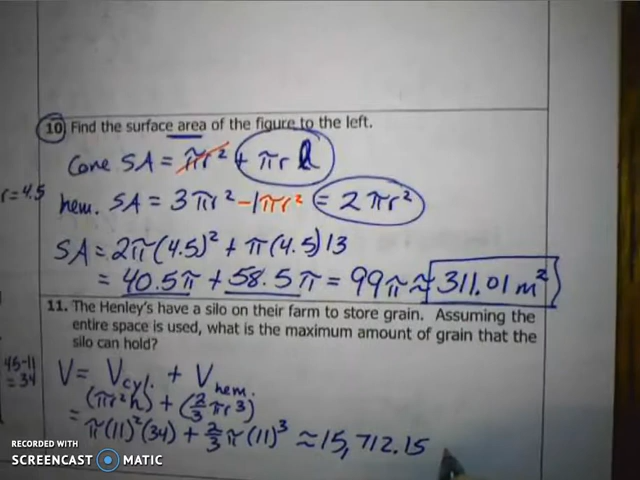 10. Find the surface area of the figure to the left.
Cone SA = πr² + πrl
r=4.5
hem. SA = 3πr² -1πr² = 2πr²
SA = 2π(4.5)² + π(4.5)13
= 40.5π + 58.5π = 99π ≈ 311.01 m²
11. The Henley's have a silo on their farm to store grain. Assuming the
entire space is used, what is the maximum amount of grain that the
silo can hold?
45-11
= 34
V = V cyl. + V hem.
= (πr²h) + (2/3 πr³)
π(11)²(34) + 2/3 π(11)³ ≈ 15,712.15
RECORDED WITH
SCREENCAST MATIC